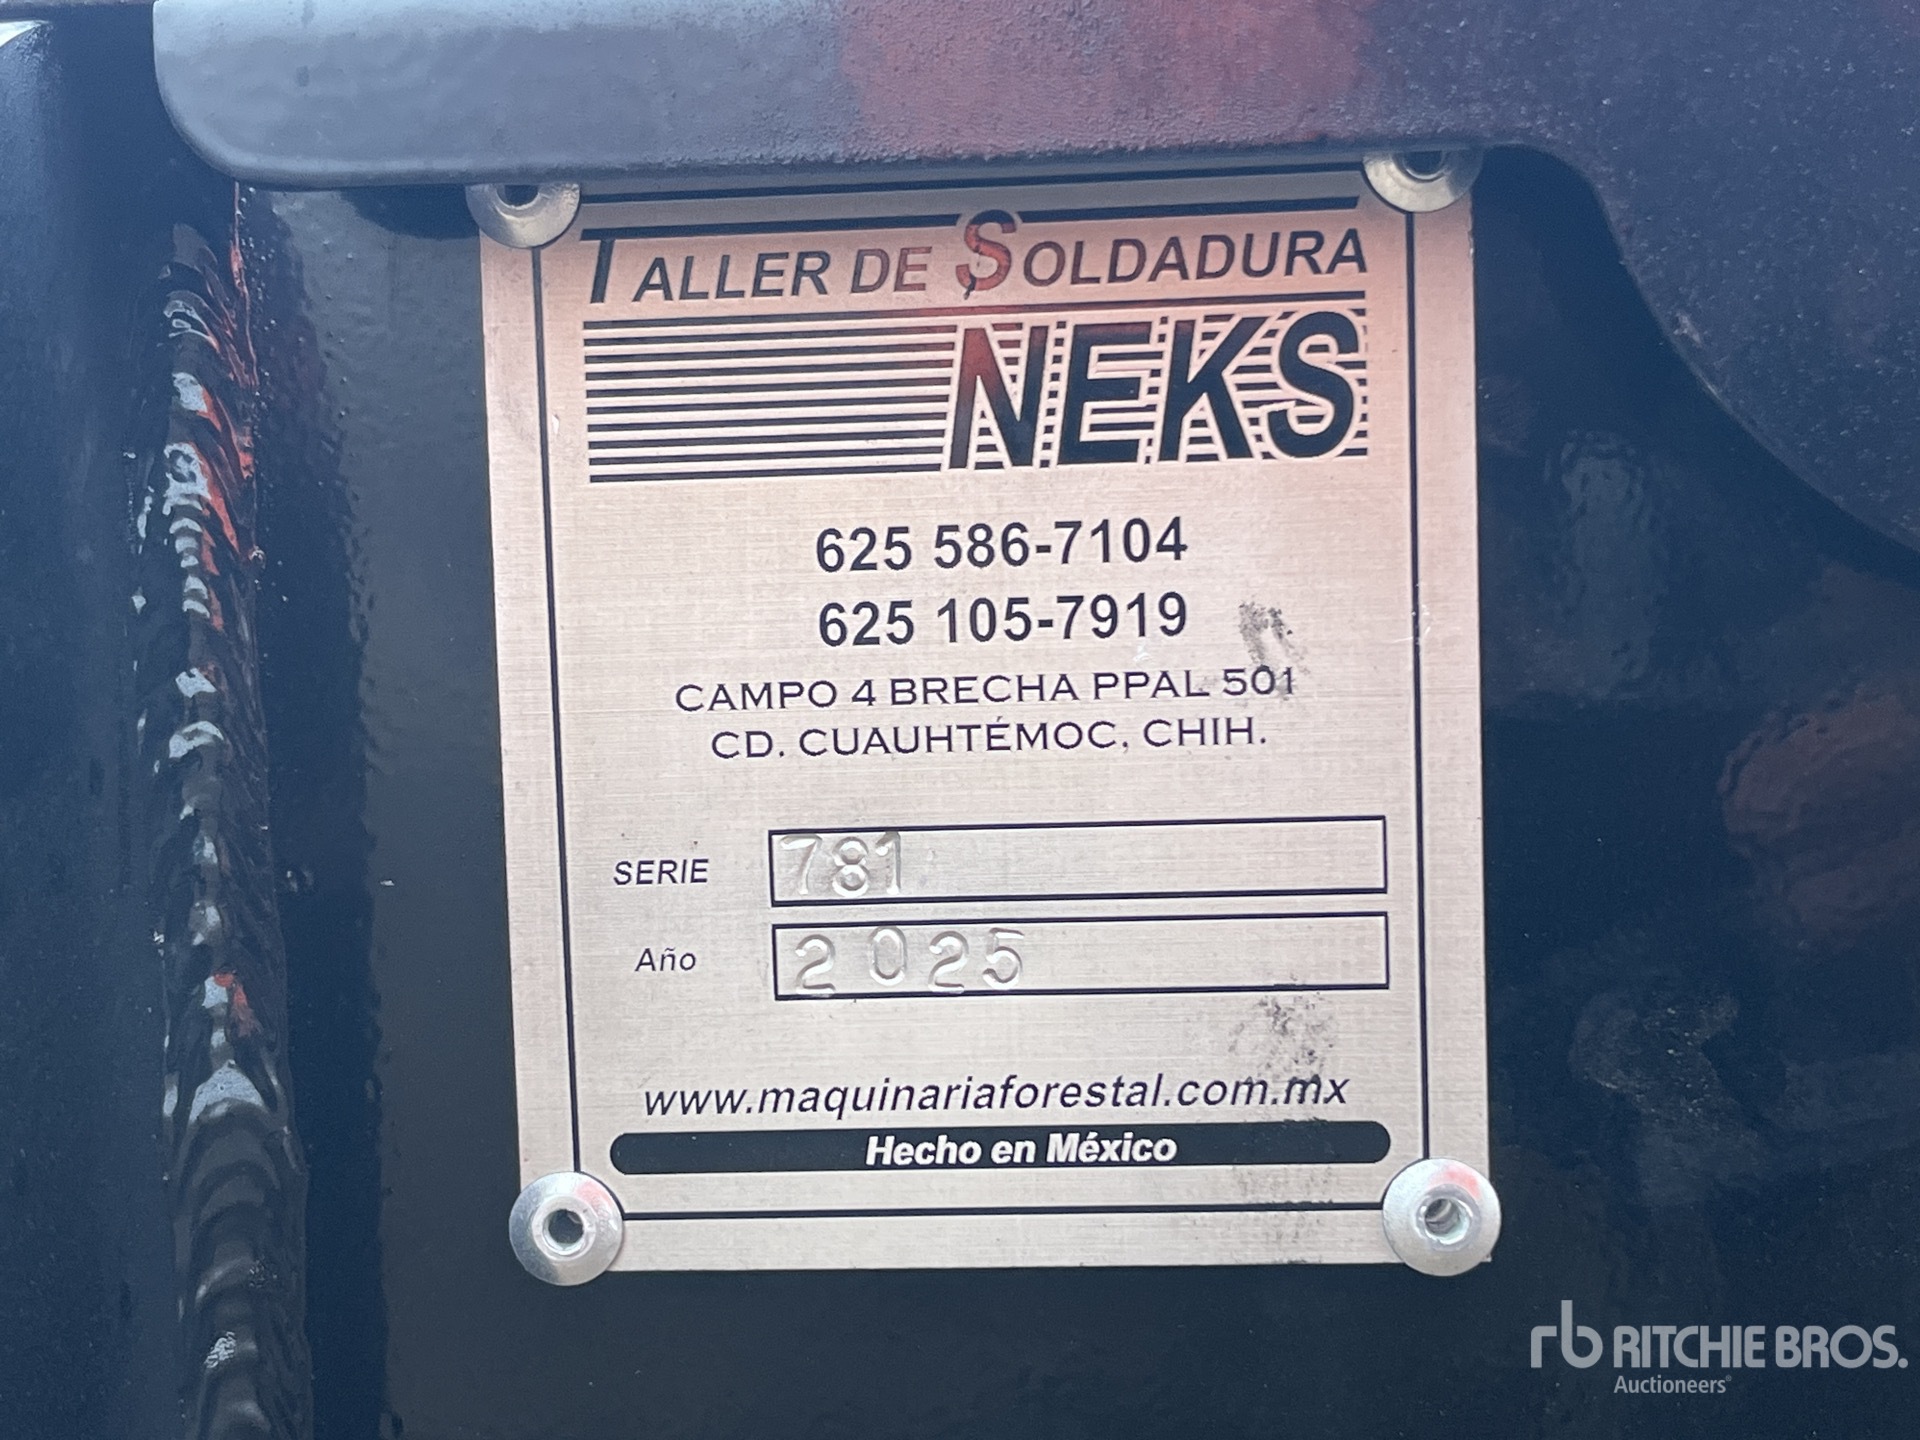 TALLER DE SOLDADURA
NEKS
625 586-7104
625 105-7919
CAMPO 4 BRECHA PPAL 501
CD. CUAUHTÉMOC, CHIH.
SERIE 781
Año 2025
www.maquinariaforestal.com.mx
Hecho en México
rb RITCHIE BROS.
Auctioneers®